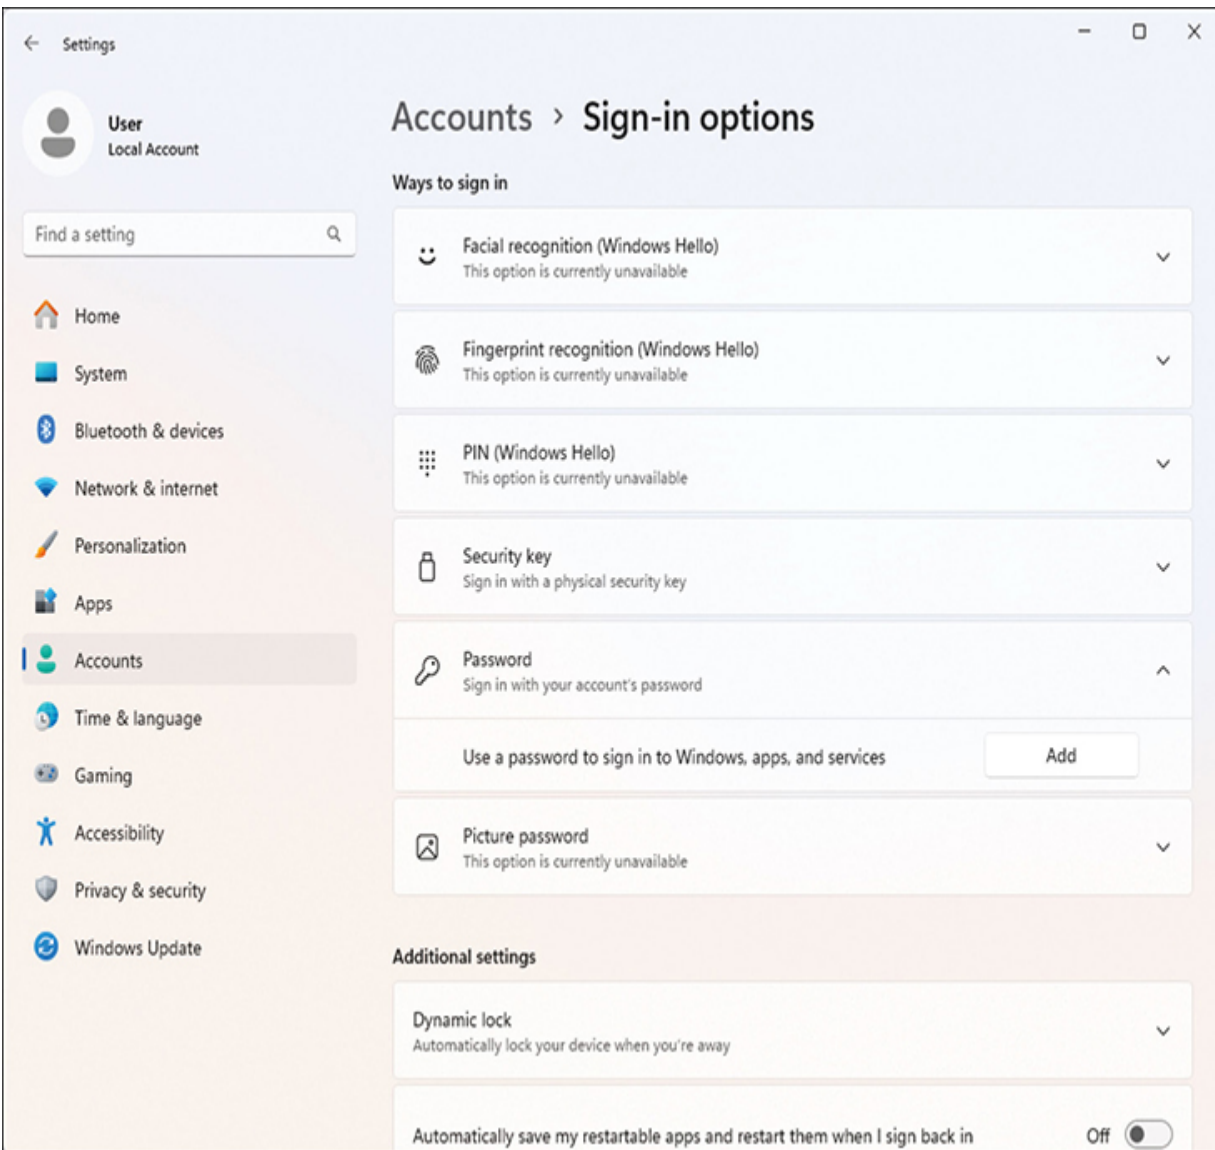 Settings
User
Local Account
Find a setting
Home
System
Bluetooth & devices
Network & internet
Personalization
Apps
Accounts
Time & language
Gaming
Accessibility
Privacy & security
Windows Update
Accounts › Sign-in options
Ways to sign in
Facial recognition (Windows Hello)
This option is currently unavailable
Fingerprint recognition (Windows Hello)
This option is currently unavailable
PIN (Windows Hello)
This option is currently unavailable
Security key
Sign in with a physical security key
Password
Sign in with your account's password
Use a password to sign in to Windows, apps, and services Add
Picture password
This option is currently unavailable
Additional settings
Dynamic lock
Automatically lock your device when you're away
Automatically save my restartable apps and restart them when I sign back in Off